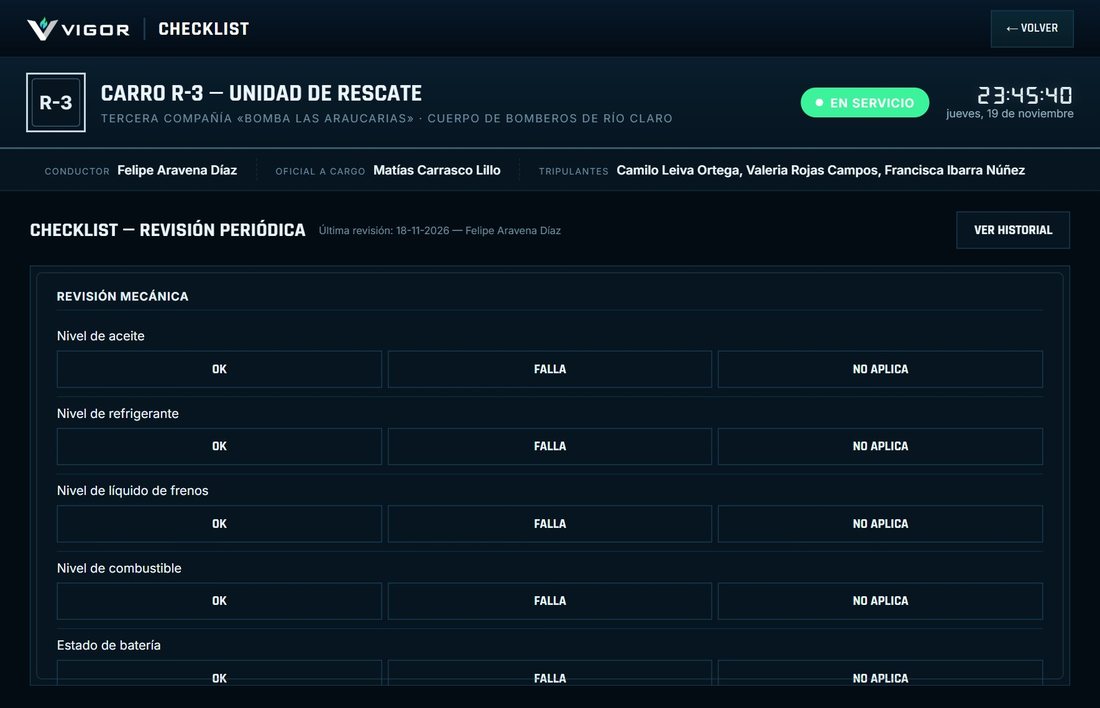 VIGOR
CHECKLIST
← VOLVER
R-3
CARRO R-3 — UNIDAD DE RESCATE
TERCERA COMPAÑÍA «BOMBA LAS ARAUCARIAS» · CUERPO DE BOMBEROS DE RÍO CLARO
EN SERVICIO
23:45:40
jueves, 19 de noviembre
CONDUCTOR Felipe Aravena Díaz
OFICIAL A CARGO Matías Carrasco Lillo
TRIPULANTES Camilo Leiva Ortega, Valeria Rojas Campos, Francisca Ibarra Núñez
CHECKLIST — REVISIÓN PERIÓDICA
Última revisión: 18-11-2026 — Felipe Aravena Díaz
VER HISTORIAL
REVISIÓN MECÁNICA
Nivel de aceite
OK FALLA NO APLICA
Nivel de refrigerante
OK FALLA NO APLICA
Nivel de líquido de frenos
OK FALLA NO APLICA
Nivel de combustible
OK FALLA NO APLICA
Estado de batería
OK FALLA NO APLICA